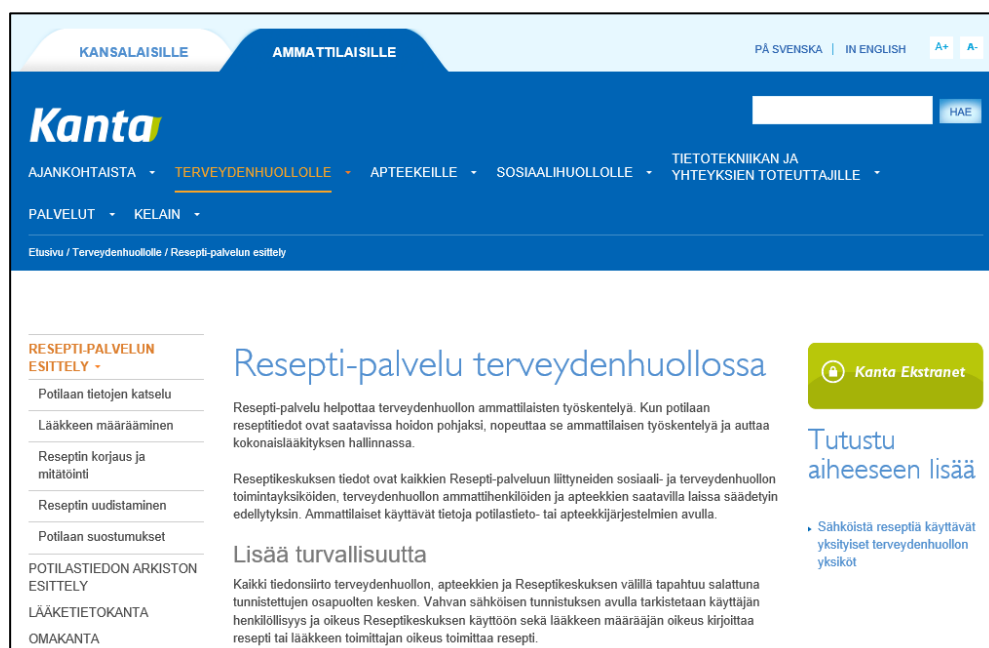 KANSALAISILLE
AMMATTILAISILLE
PÅ SVENSKA | IN ENGLISH
A+ A-
Kanta
HAE
AJANKOHTAISTA
TERVEYDENHUOLLOLLE
APTEEKEILLE
SOSIAALIHUOLLOLLE
TIETOTEKNIIKAN JA
YHTEYKSIEN TOTEUTTAJILLE
PALVELUT
KELAIN
Etusivu / Terveydenhuollolle / Resepti-palvelun esittely
RESEPTI-PALVELUN
ESITTELY
Potilaan tietojen katselu
Lääkkeen määrääminen
Reseptin korjaus ja
mitätöinti
Reseptin uudistaminen
Potilaan suostumukset
POTILASTIEDON ARKISTON
ESITTELY
LÄÄKETIETOKANTA
OMAKANTA
Resepti-palvelu terveydenhuollossa
Resepti-palvelu helpottaa terveydenhuollon ammattilaisten työskentelyä. Kun potilaan
reseptitiedot ovat saatavissa hoidon pohjaksi, nopeuttaa se ammattilaisen työskentelyä ja auttaa
kokonaislääkityksen hallinnassa.
Reseptikeskuksen tiedot ovat kaikkien Resepti-palveluun liittyneiden sosiaali- ja terveydenhuollon
toimintayksiköiden, terveydenhuollon ammattihenkilöiden ja apteekkien saatavilla laissa säädetyin
edellytyksin. Ammattilaiset käyttävät tietoja potilastieto- tai apteekkijärjestelmien avulla.
Lisää turvallisuutta
Kaikki tiedonsiirto terveydenhuollon, apteekkien ja Reseptikeskuksen välillä tapahtuu salattuna
tunnistettujen osapuolten kesken. Vahvan sähköisen tunnistuksen avulla tarkistetaan käyttäjän
henkilöllisyys ja oikeus Reseptikeskuksen käyttöön sekä lääkkeen määrääjän oikeus kirjoittaa
resepti tai lääkkeen toimittajan oikeus toimittaa resepti.
Kanta Ekstranet
Tutustu
aiheeseen lisää
Sähköistä reseptiä käyttävät
yksityiset terveydenhuollon
yksiköt